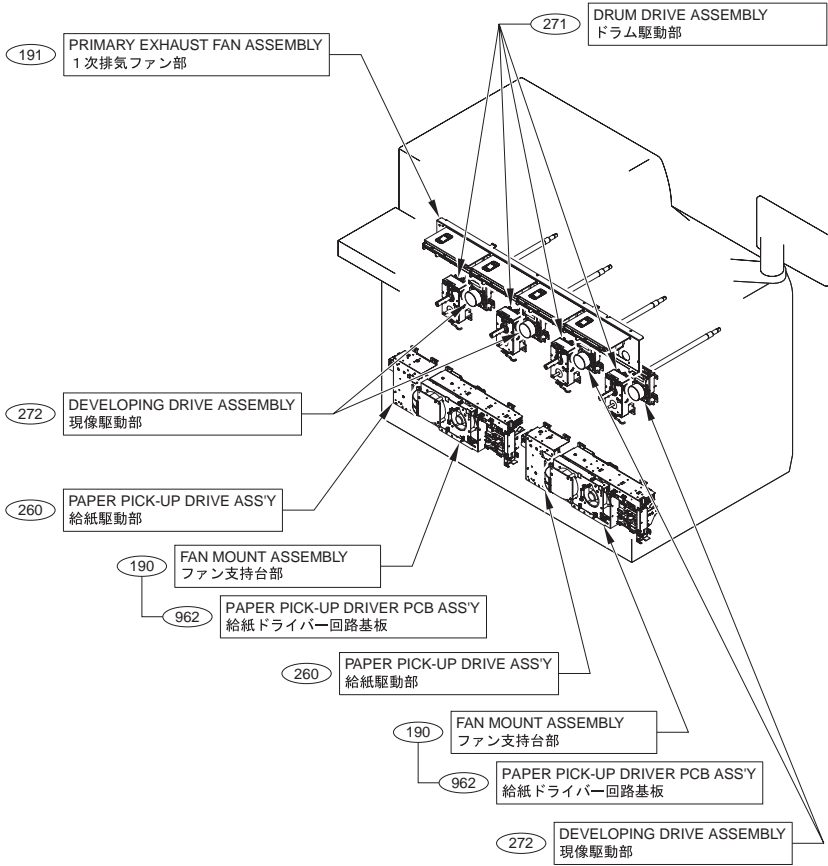 271
DRUM DRIVE ASSEMBLY
ドラム駆動部
191
PRIMARY EXHAUST FAN ASSEMBLY
1次排気ファン部
272
DEVELOPING DRIVE ASSEMBLY
現像駆動部
260
PAPER PICK-UP DRIVE ASS'Y
給紙駆動部
190
FAN MOUNT ASSEMBLY
ファン支持台部
962
PAPER PICK-UP DRIVER PCB ASS'Y
給紙ドライバー回路基板
260
PAPER PICK-UP DRIVE ASS'Y
給紙駆動部
190
FAN MOUNT ASSEMBLY
ファン支持台部
962
PAPER PICK-UP DRIVER PCB ASS'Y
給紙ドライバー回路基板
272
DEVELOPING DRIVE ASSEMBLY
現像駆動部